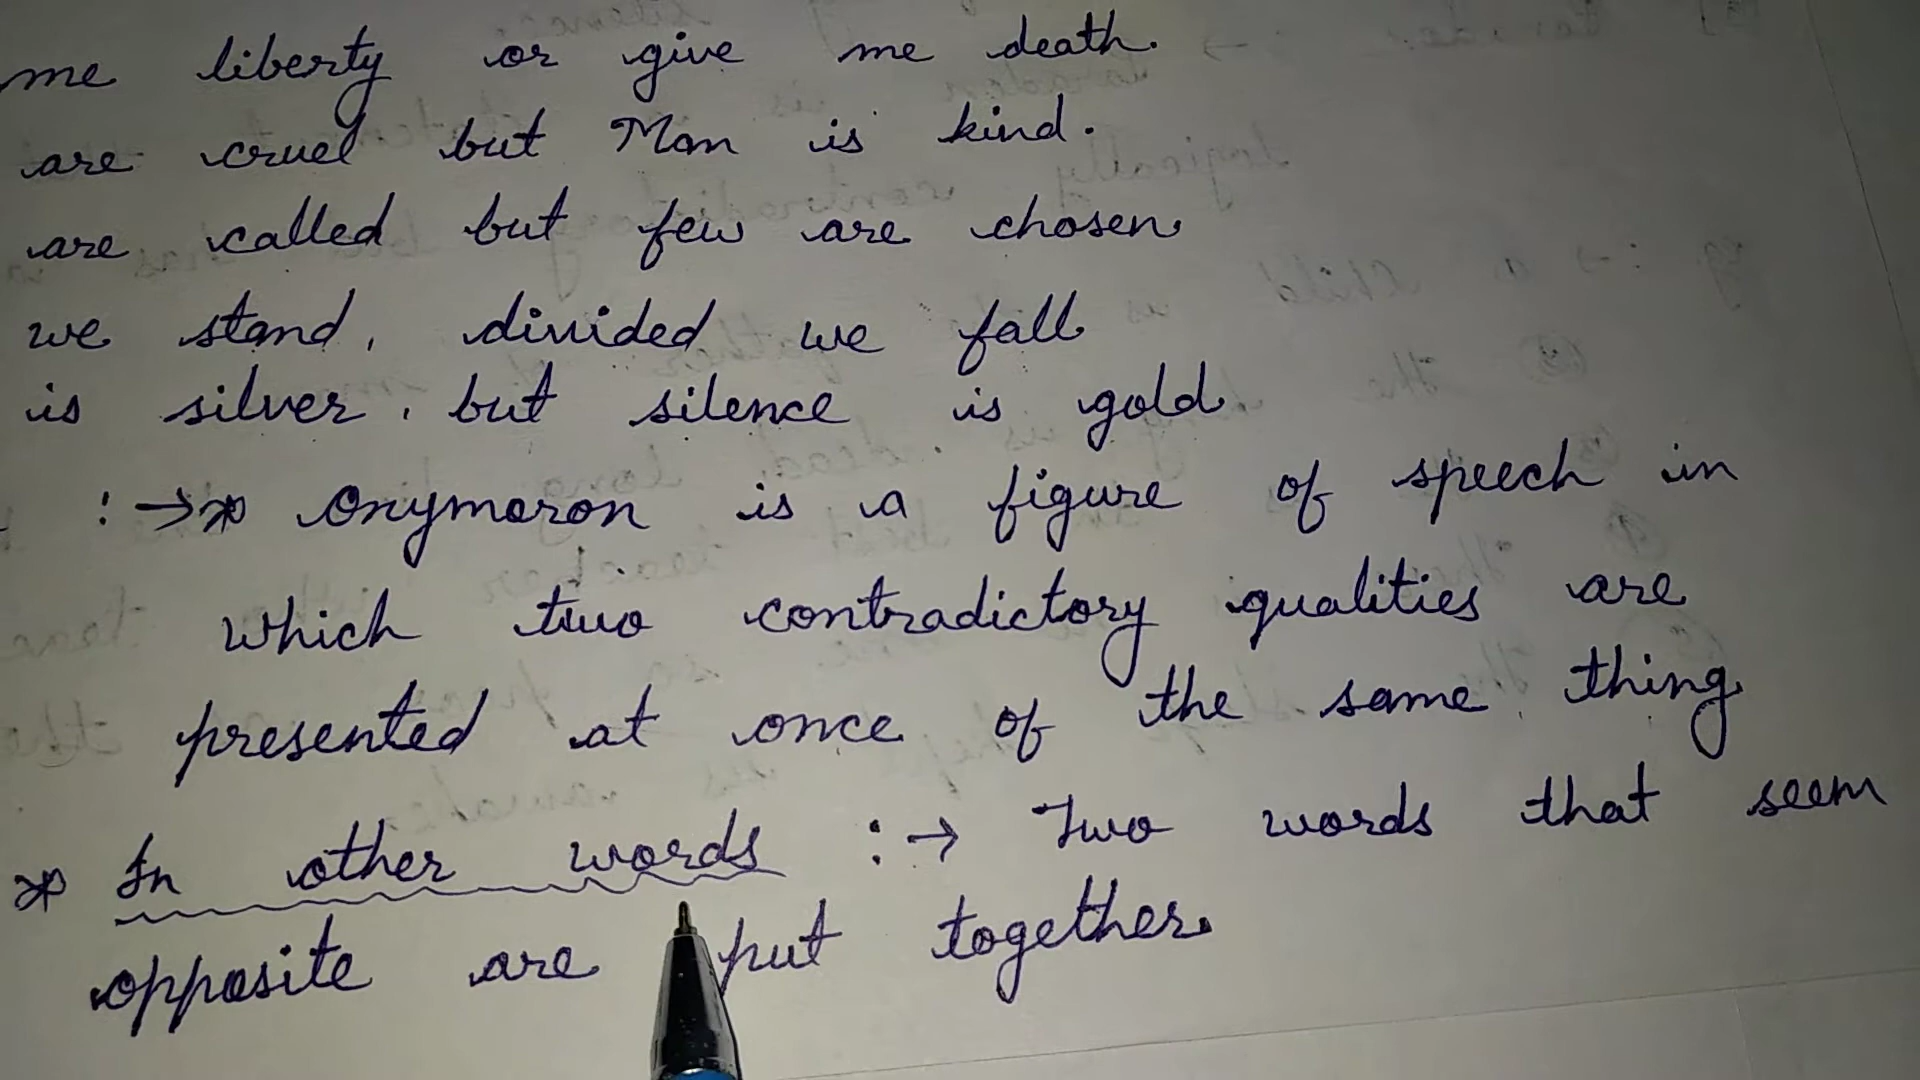 me liberty or give me death.
are cruel but Man is kind.
are called but few are chosen
we stand, divided we fall
is silver, but silence is gold
:→* Oxymoron is a figure of speech in
which two contradictory qualities are
presented at once of the same thing
* In other words :→ Two words that seem
opposite are put together.